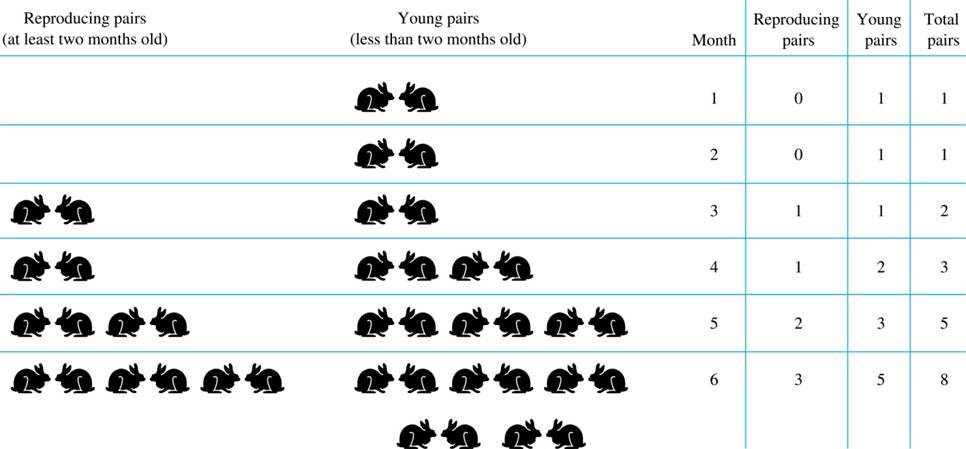 Reproducing pairs
(at least two months old)
Young pairs
(less than two months old)
Month
Reproducing
pairs
Young
pairs
Total
pairs
1 0 1 1
2 0 1 1
3 1 1 2
4 1 2 3
5 2 3 5
6 3 5 8